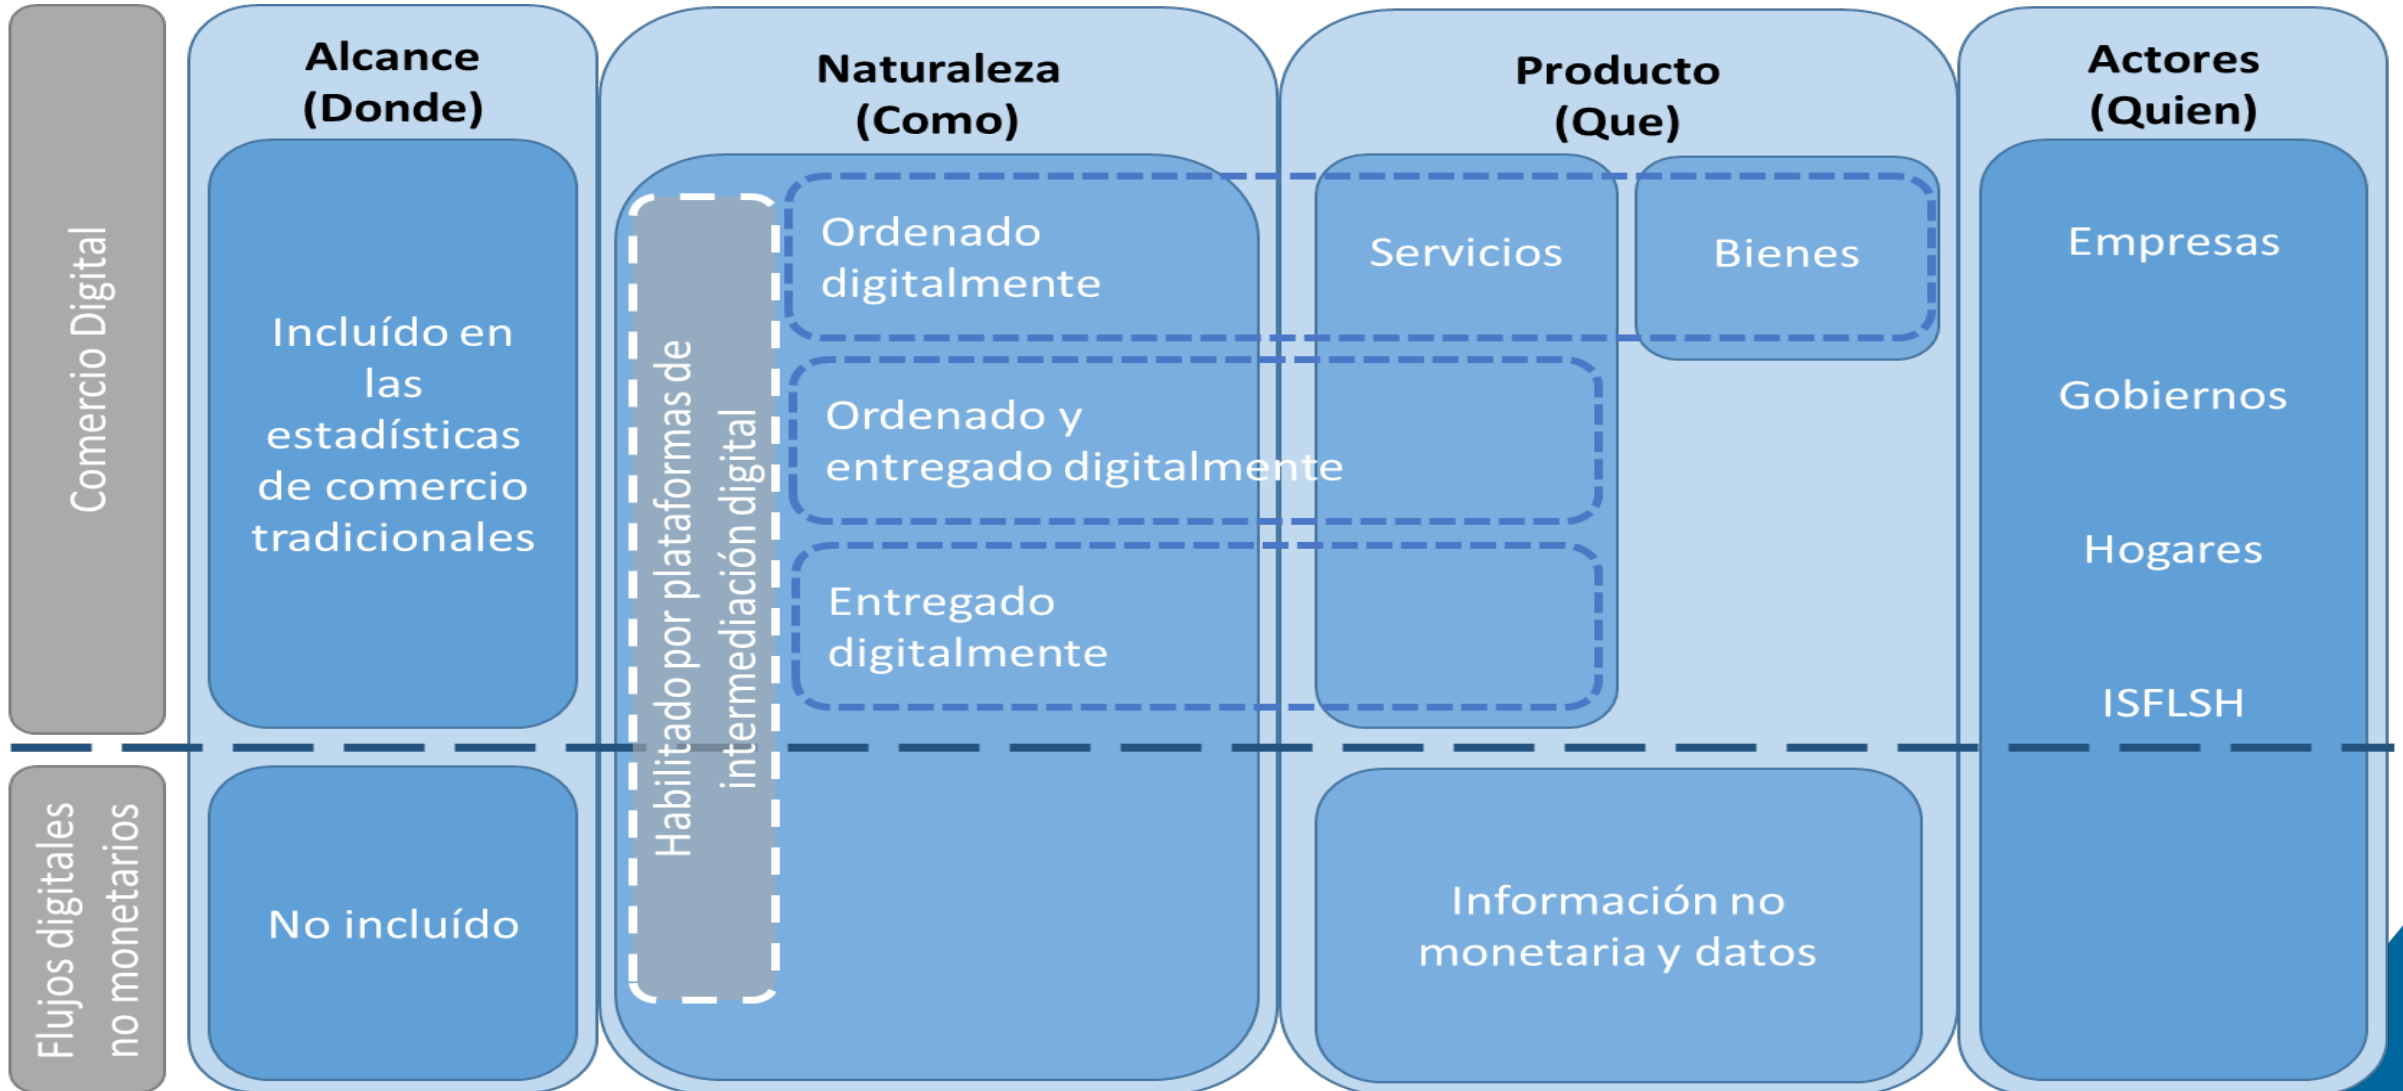 Comercio Digital
Flujos digitales
no monetarios
Alcance
(Donde)
Incluído en
las
estadísticas
de comercio
tradicionales
No incluído
Naturaleza
(Como)
Habilitado por plataformas de
intermediación digital
Ordenado
digitalmente
Ordenado y
entregado digitalmente
Entregado
digitalmente
Producto
(Que)
Servicios
Bienes
Información no
monetaria y datos
Actores
(Quien)
Empresas
Gobiernos
Hogares
ISFLSH